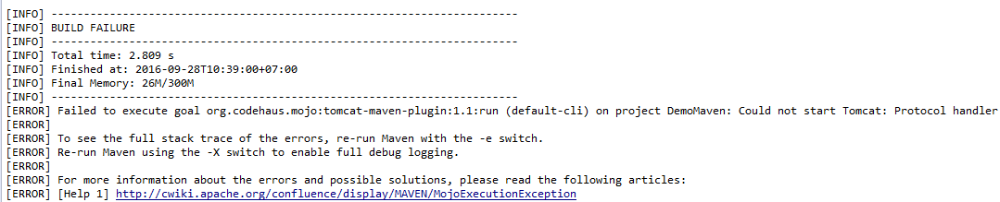 [INFO] ------------------------------------------------------------------------
[INFO] BUILD FAILURE
[INFO] ------------------------------------------------------------------------
[INFO] Total time: 2.809 s
[INFO] Finished at: 2016-09-28T10:39:00+07:00
[INFO] Final Memory: 26M/300M
[INFO] ------------------------------------------------------------------------
[ERROR] Failed to execute goal org.codehaus.mojo:tomcat-maven-plugin:1.1:run (default-cli) on project DemoMaven: Could not start Tomcat: Protocol handler
[ERROR]
[ERROR] To see the full stack trace of the errors, re-run Maven with the -e switch.
[ERROR] Re-run Maven using the -X switch to enable full debug logging.
[ERROR]
[ERROR] For more information about the errors and possible solutions, please read the following articles:
[ERROR] [Help 1] http://cwiki.apache.org/confluence/display/MAVEN/MojoExecutionException